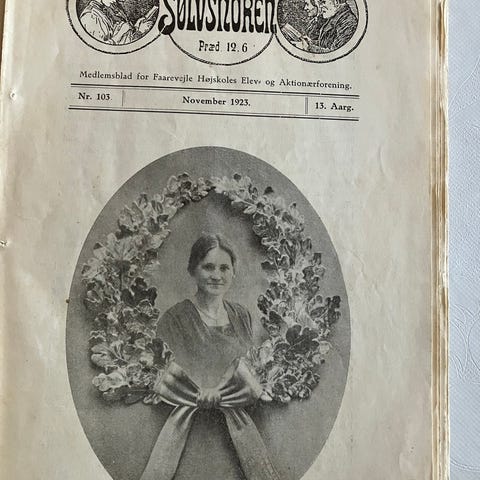 SØLVSNOREN
Præd. 12. 6
Medlemsblad for Faarevejle Højskoles Elev- og Aktionærforening.
Nr. 103 November 1923. 13. Aarg.